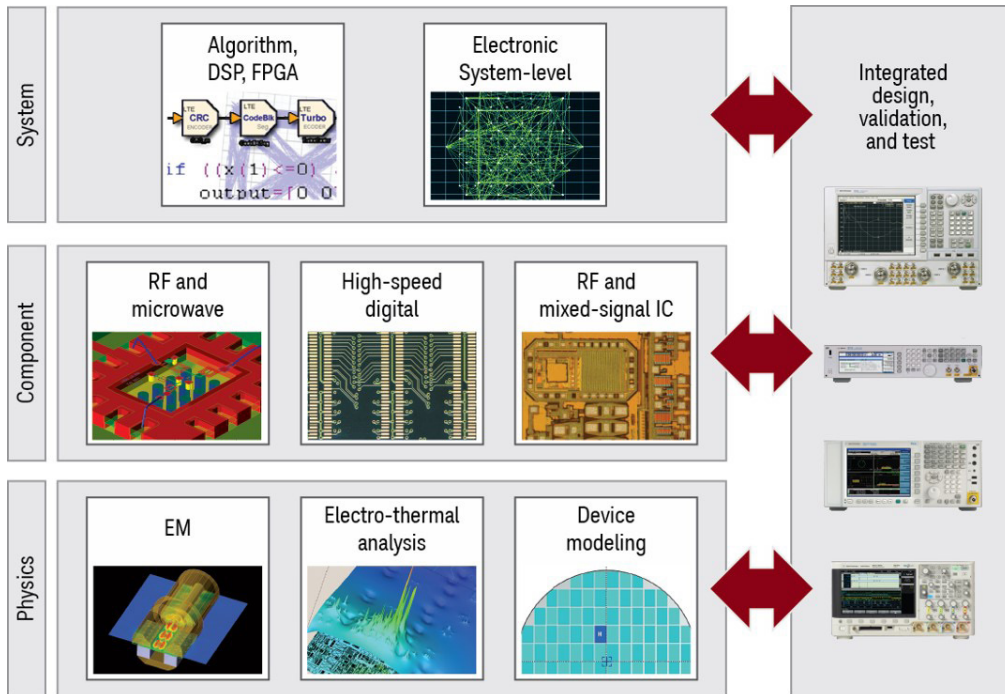 System
Algorithm,
DSP, FPGA
LTE
CRC
ENCODER
LTE
CodeBlk
Seg
LTE
Turbo
ECODER
if ((x(1)<=0)
output=[0 0
Electronic
System-level
Integrated
design,
validation,
and test
Component
RF and
microwave
High-speed
digital
RF and
mixed-signal IC
Physics
EM
Electro-thermal
analysis
Device
modeling